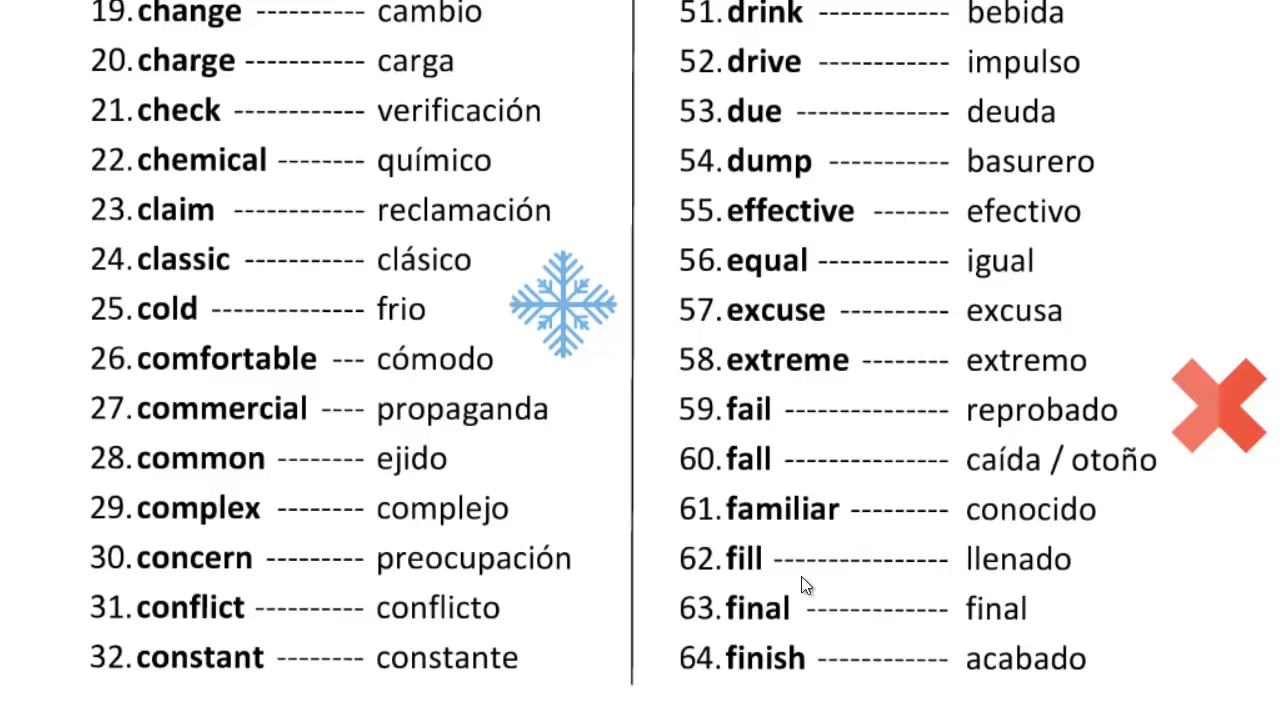 19. change ---------- cambio
20. charge ----------- carga
21. check ------------ verificación
22. chemical -------- químico
23. claim ------------ reclamación
24. classic ----------- clásico
25. cold -------------- frio
26. comfortable --- cómodo
27. commercial ---- propaganda
28. common -------- ejido
29. complex -------- complejo
30. concern --------- preocupación
31. conflict ---------- conflicto
32. constant -------- constante
51. drink ------------ bebida
52. drive ------------ impulso
53. due -------------- deuda
54. dump ----------- basurero
55. effective ------- efectivo
56. equal ------------ igual
57. excuse ---------- excusa
58. extreme -------- extremo
59. fail --------------- reprobado
60. fall --------------- caída / otoño
61. familiar --------- conocido
62. fill ---------------- llenado
63. final ------------- final
64. finish ------------ acabado